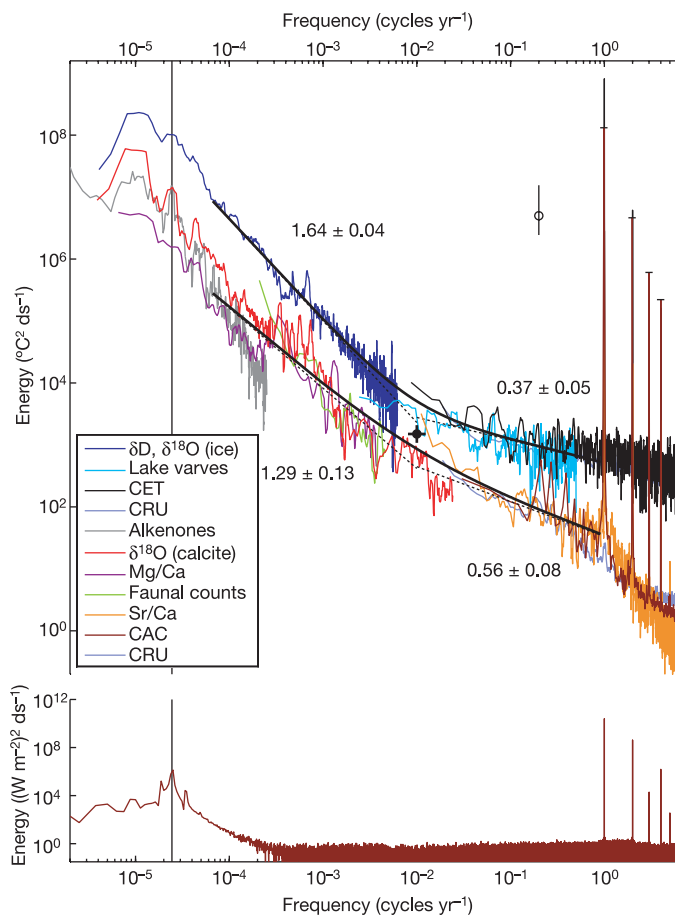 Frequency (cycles yr⁻¹)
10⁻⁵ 10⁻⁴ 10⁻³ 10⁻² 10⁻¹ 10⁰
10⁸
10⁶
10⁴
10²
10⁰
Energy (°C² ds⁻¹)
1.64 ± 0.04
0.37 ± 0.05
1.29 ± 0.13
0.56 ± 0.08
δD, δ¹⁸O (ice)
Lake varves
CET
CRU
Alkenones
δ¹⁸O (calcite)
Mg/Ca
Faunal counts
Sr/Ca
CAC
CRU
10¹²
10⁸
10⁴
10⁰
Energy ((W m⁻²)² ds⁻¹)
10⁻⁵ 10⁻⁴ 10⁻³ 10⁻² 10⁻¹ 10⁰
Frequency (cycles yr⁻¹)